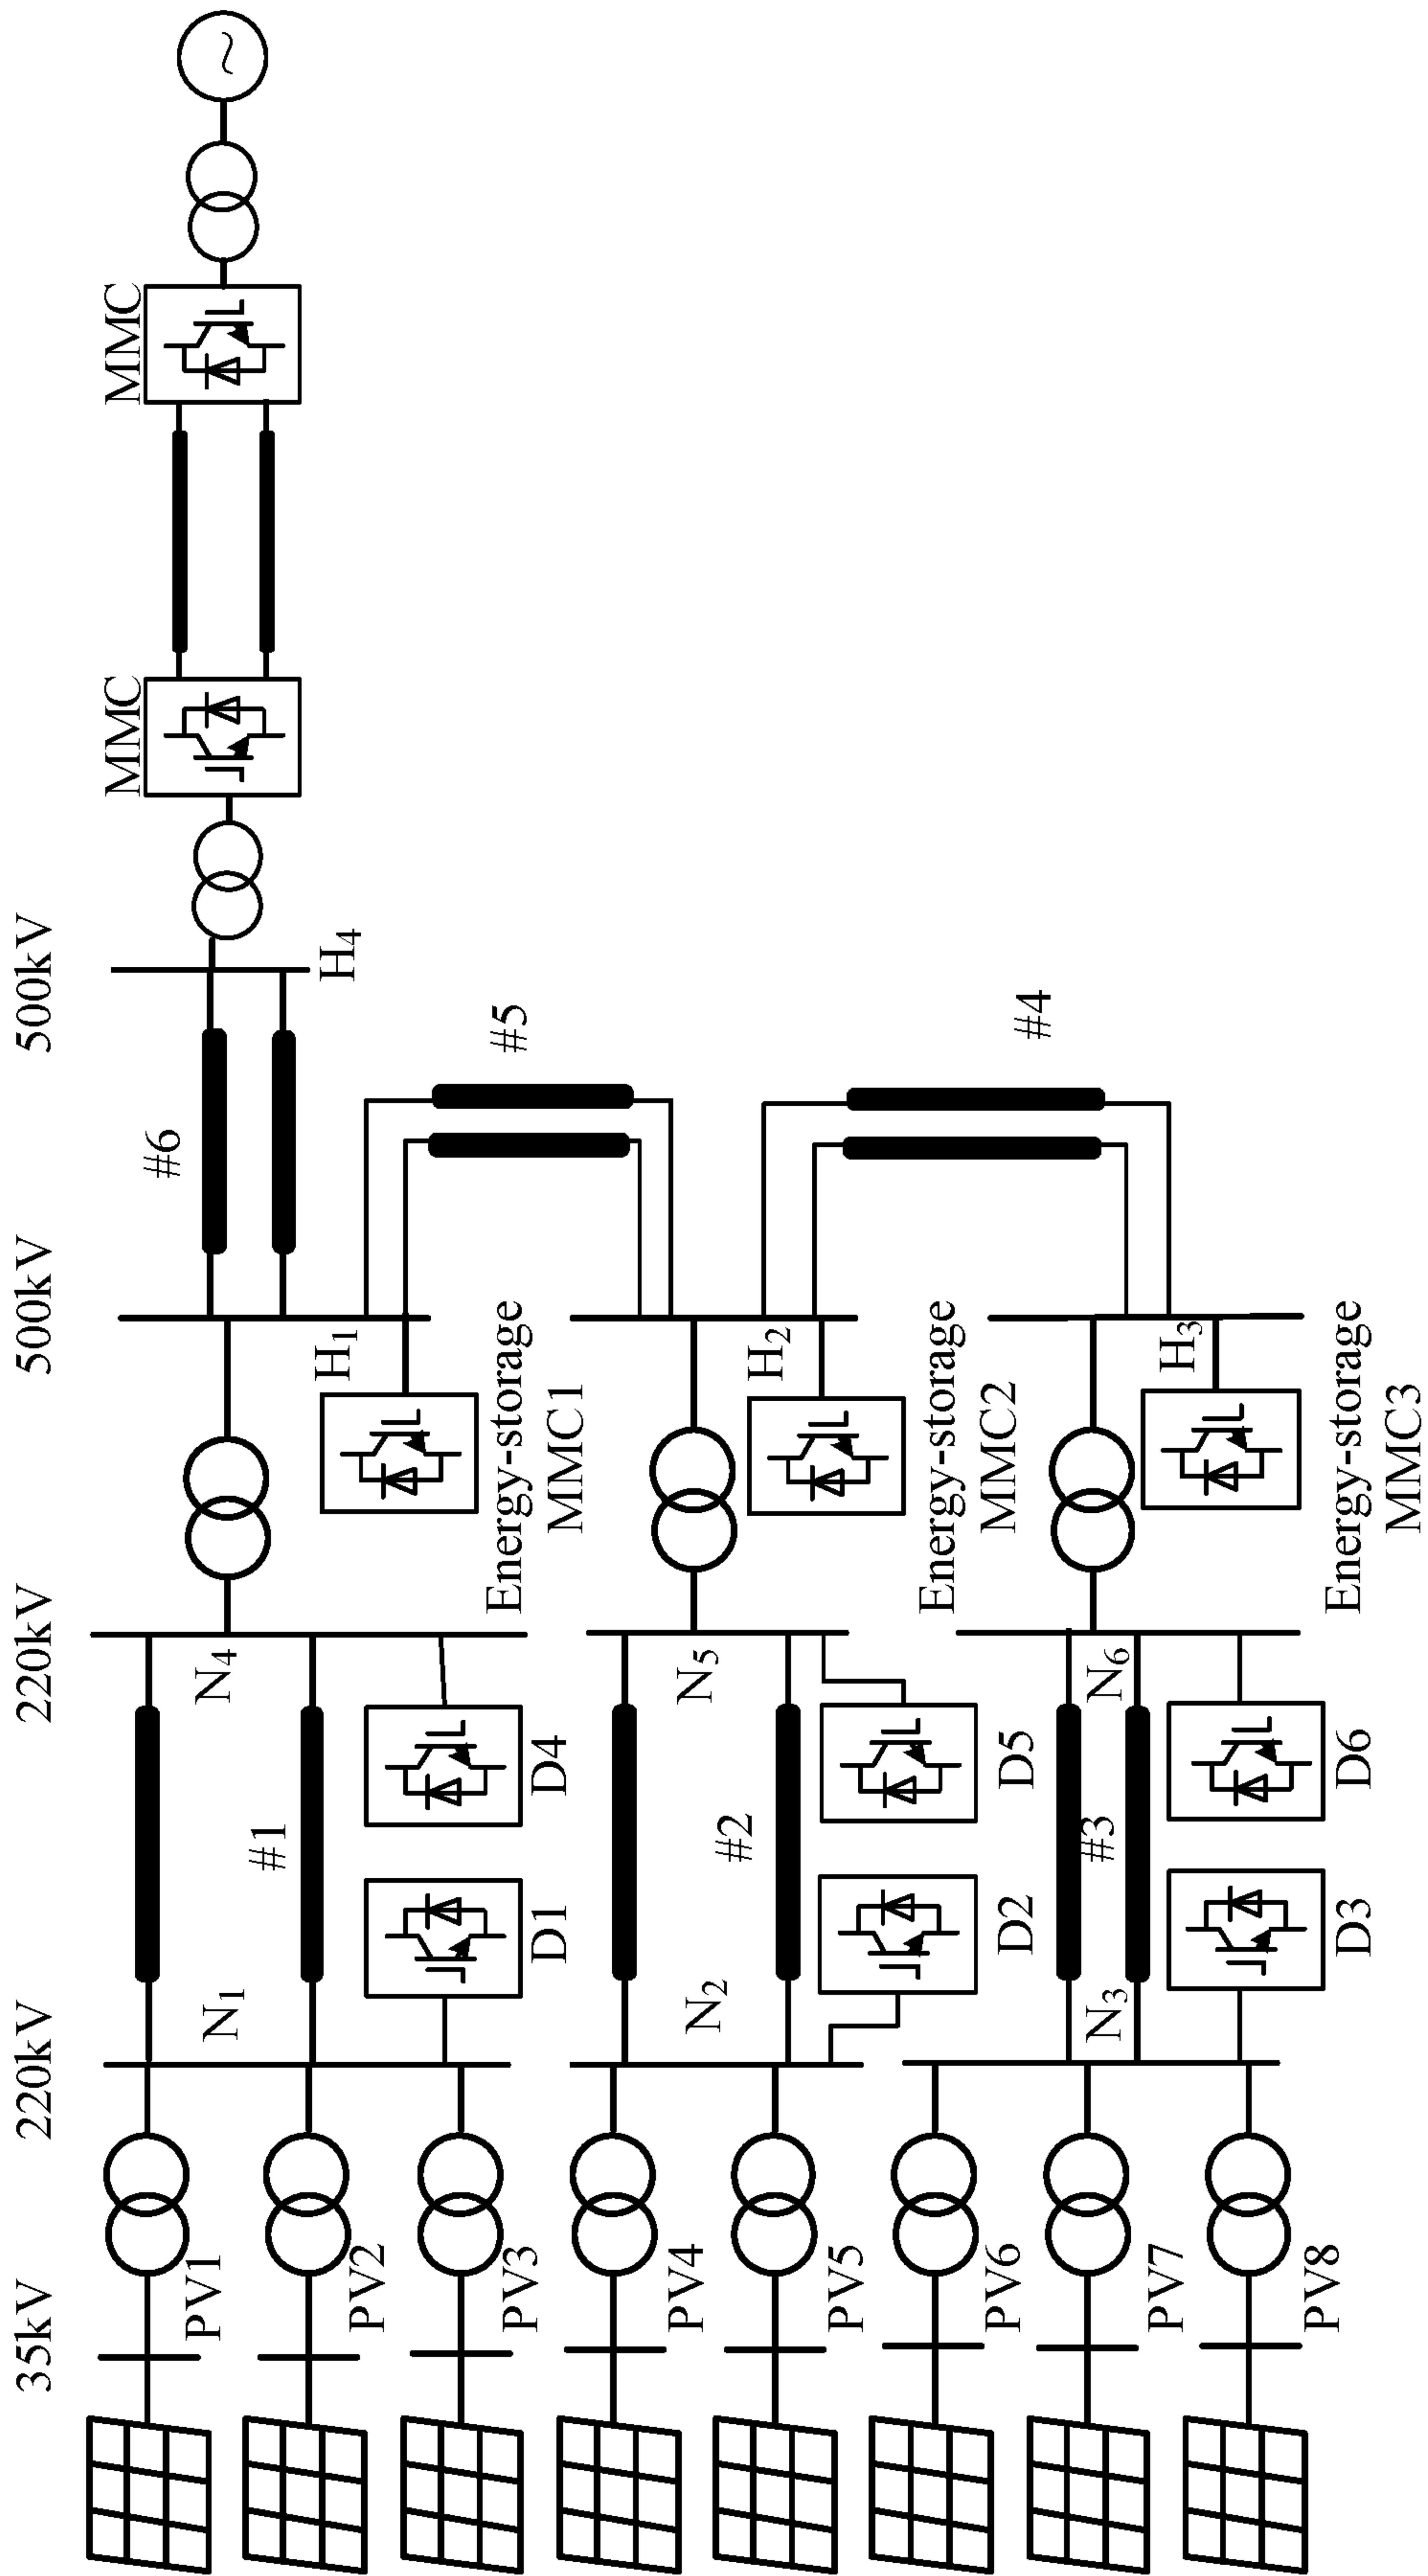 35kV
220kV
220kV
500kV
500kV
MMC
MMC
#6
H4
PV1
N1
#1
N4
H1
PV2
#5
PV3
D1
D4
Energy-storage
MMC1
PV4
N2
#2
N5
H2
PV5
D2
D5
Energy-storage
MMC2
#4
PV6
N3
#3
N6
H3
PV7
PV8
D3
D6
Energy-storage
MMC3